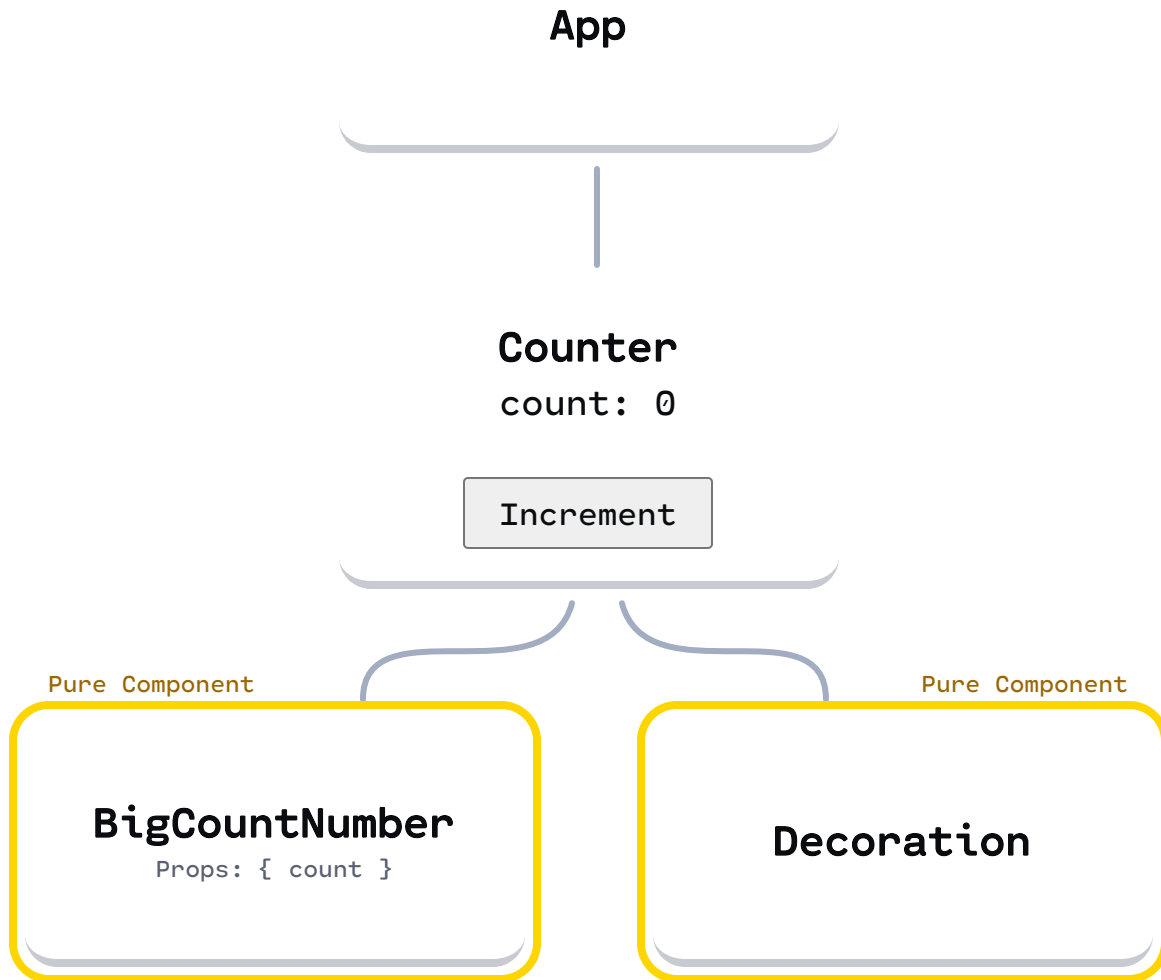 App
Counter
count: 0
Increment
Pure Component
Pure Component
BigCountNumber
Props: { count }
Decoration